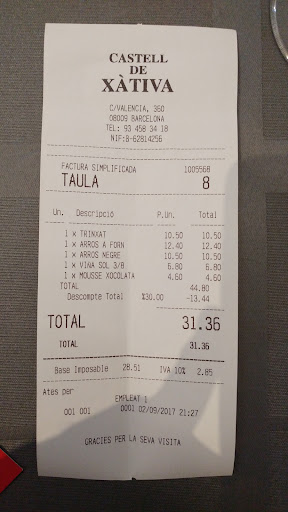 CASTELL
DE
XÀTIVA
C/VALENCIA, 360
08009 BARCELONA
TEL: 93 458 34 18
NIF:B-62814256
FACTURA SIMPLIFICADA 1005568
TAULA 8
Un. Descripció P.Un. Total
1 x TRINXAT 10.50 10.50
1 x ARROS A FORN 12.40 12.40
1 x ARROS NEGRE 10.50 10.50
1 x VIÑA SOL 3/8 6.80 6.80
1 x MOUSSE XOCOLATA 4.60 4.60
TOTAL 44.80
Descompte Total %30.00 -13.44
TOTAL 31.36
TOTAL 31.36
Base Imposable 28.51 IVA 10% 2.85
Ates per
EMPLEAT 1
001 001 0001 02/09/2017 21:27
GRACIES PER LA SEVA VISITA